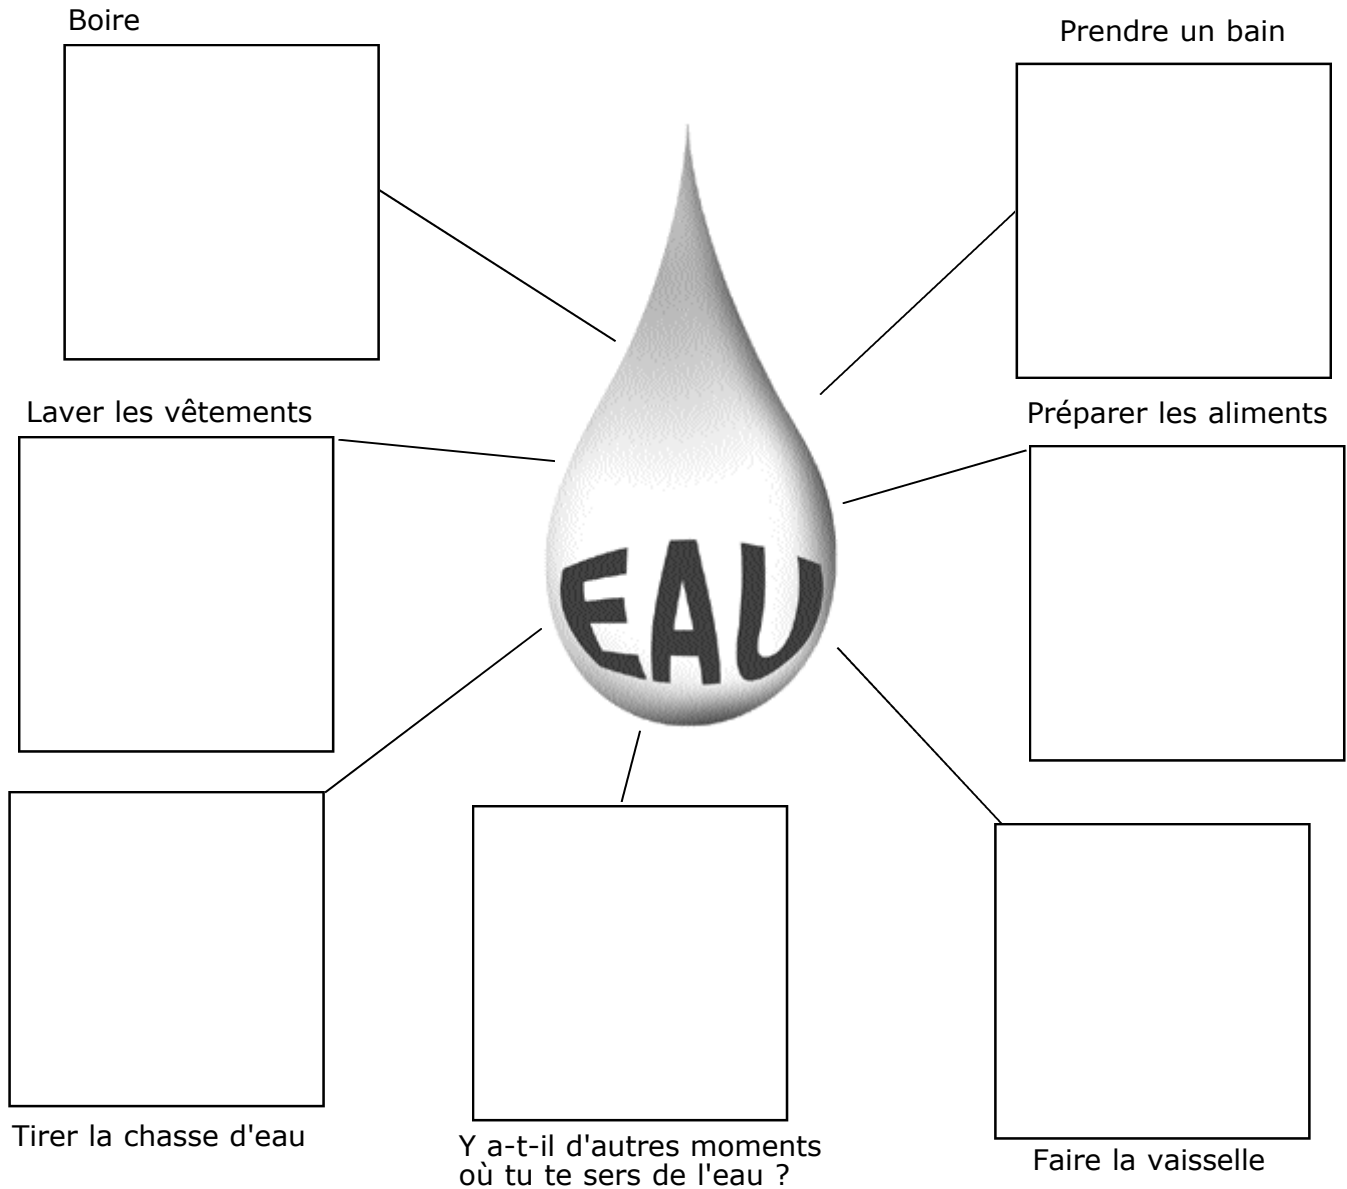 Boire
Prendre un bain
Laver les vêtements
Préparer les aliments
EAU
Tirer la chasse d'eau
Y a-t-il d'autres moments
où tu te sers de l'eau ?
Faire la vaisselle